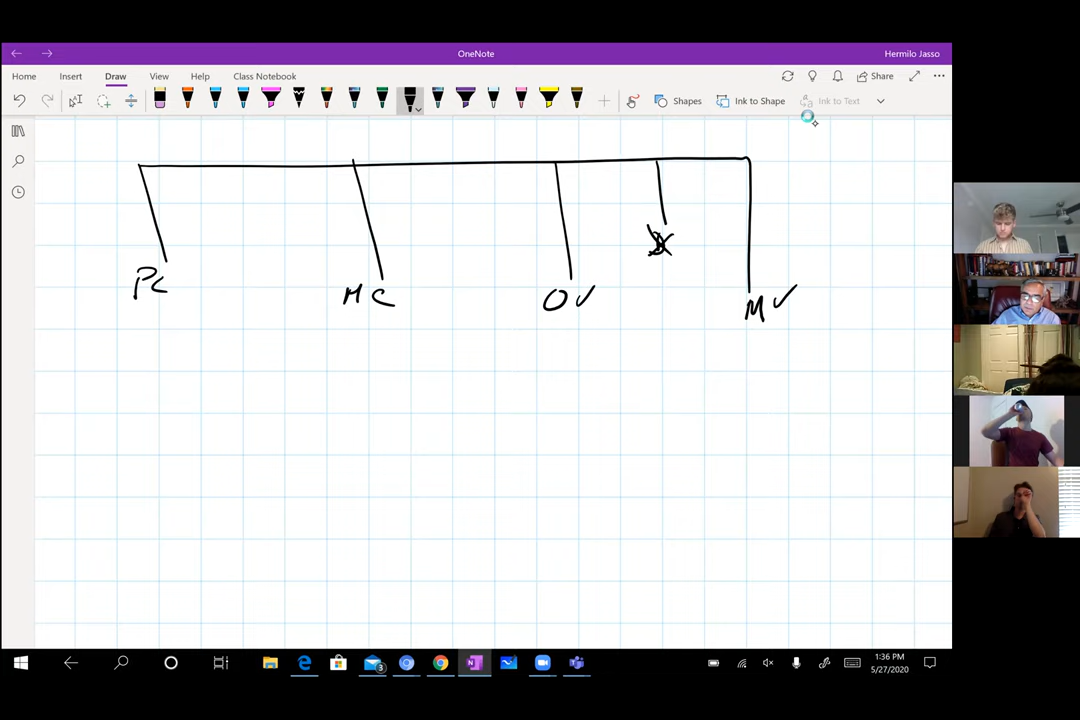 OneNote
Hermilo Jasso
Home Insert Draw View Help Class Notebook
Share
Shapes Ink to Shape Ink to Text
PC MC OV MV
3
1:36 PM
5/27/2020